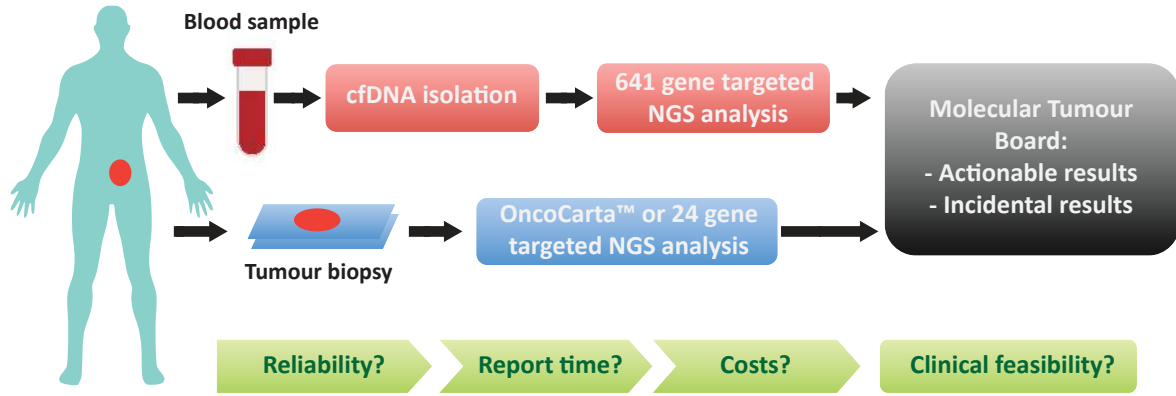 Blood sample
cfDNA isolation
641 gene targeted
NGS analysis
Molecular Tumour
Board:
- Actionable results
- Incidental results
OncoCarta™ or 24 gene
targeted NGS analysis
Tumour biopsy
Reliability?
Report time?
Costs?
Clinical feasibility?